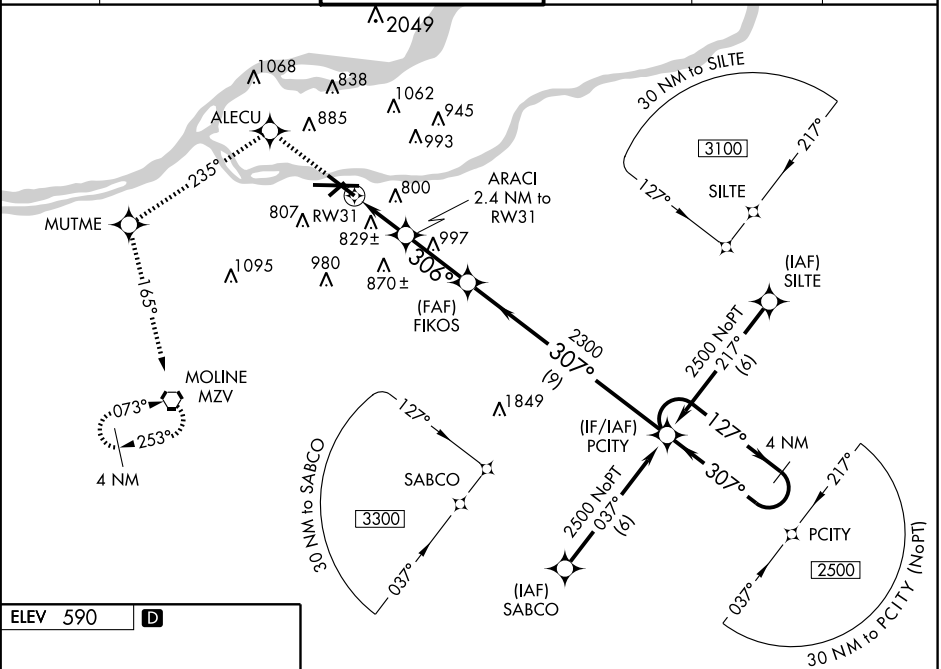 2049
1068
838
1062
945
885
993
ALECU
235°
MUTME
165°
800
807
RW31
829±
997
980
870±
1095
ARACI
2.4 NM to
RW31
306°
(FAF)
FIKOS
2300
307°
(9)
30 NM to SILTE
3100
217°
127°
SILTE
(IAF)
SILTE
2500 NoPT
217°
(6)
MOLINE
MZV
073°
253°
4 NM
1849
(IF/IAF)
PCITY
127°
4 NM
307°
30 NM to SABCO
127°
SABCO
3300
037°
2500 NoPT
037°
(6)
(IAF)
SABCO
217°
PCITY
2500
037°
30 NM to PCITY (NoPT)
ELEV 590 D